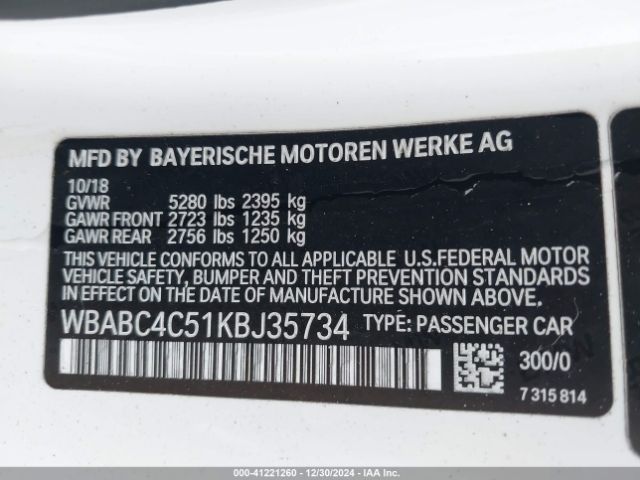 MFD BY BAYERISCHE MOTOREN WERKE AG
10/18
GVWR 5280 lbs 2395 kg
GAWR FRONT 2723 lbs 1235 kg
GAWR REAR 2756 lbs 1250 kg
THIS VEHICLE CONFORMS TO ALL APPLICABLE U.S.FEDERAL MOTOR
VEHICLE SAFETY, BUMPER AND THEFT PREVENTION STANDARDS
IN EFFECT ON THE DATE OF MANUFACTURE SHOWN ABOVE.
WBABC4C51KBJ35734 TYPE: PASSENGER CAR
300/0
7315814
000-41221260 - 12/30/2024 - IAA Inc.